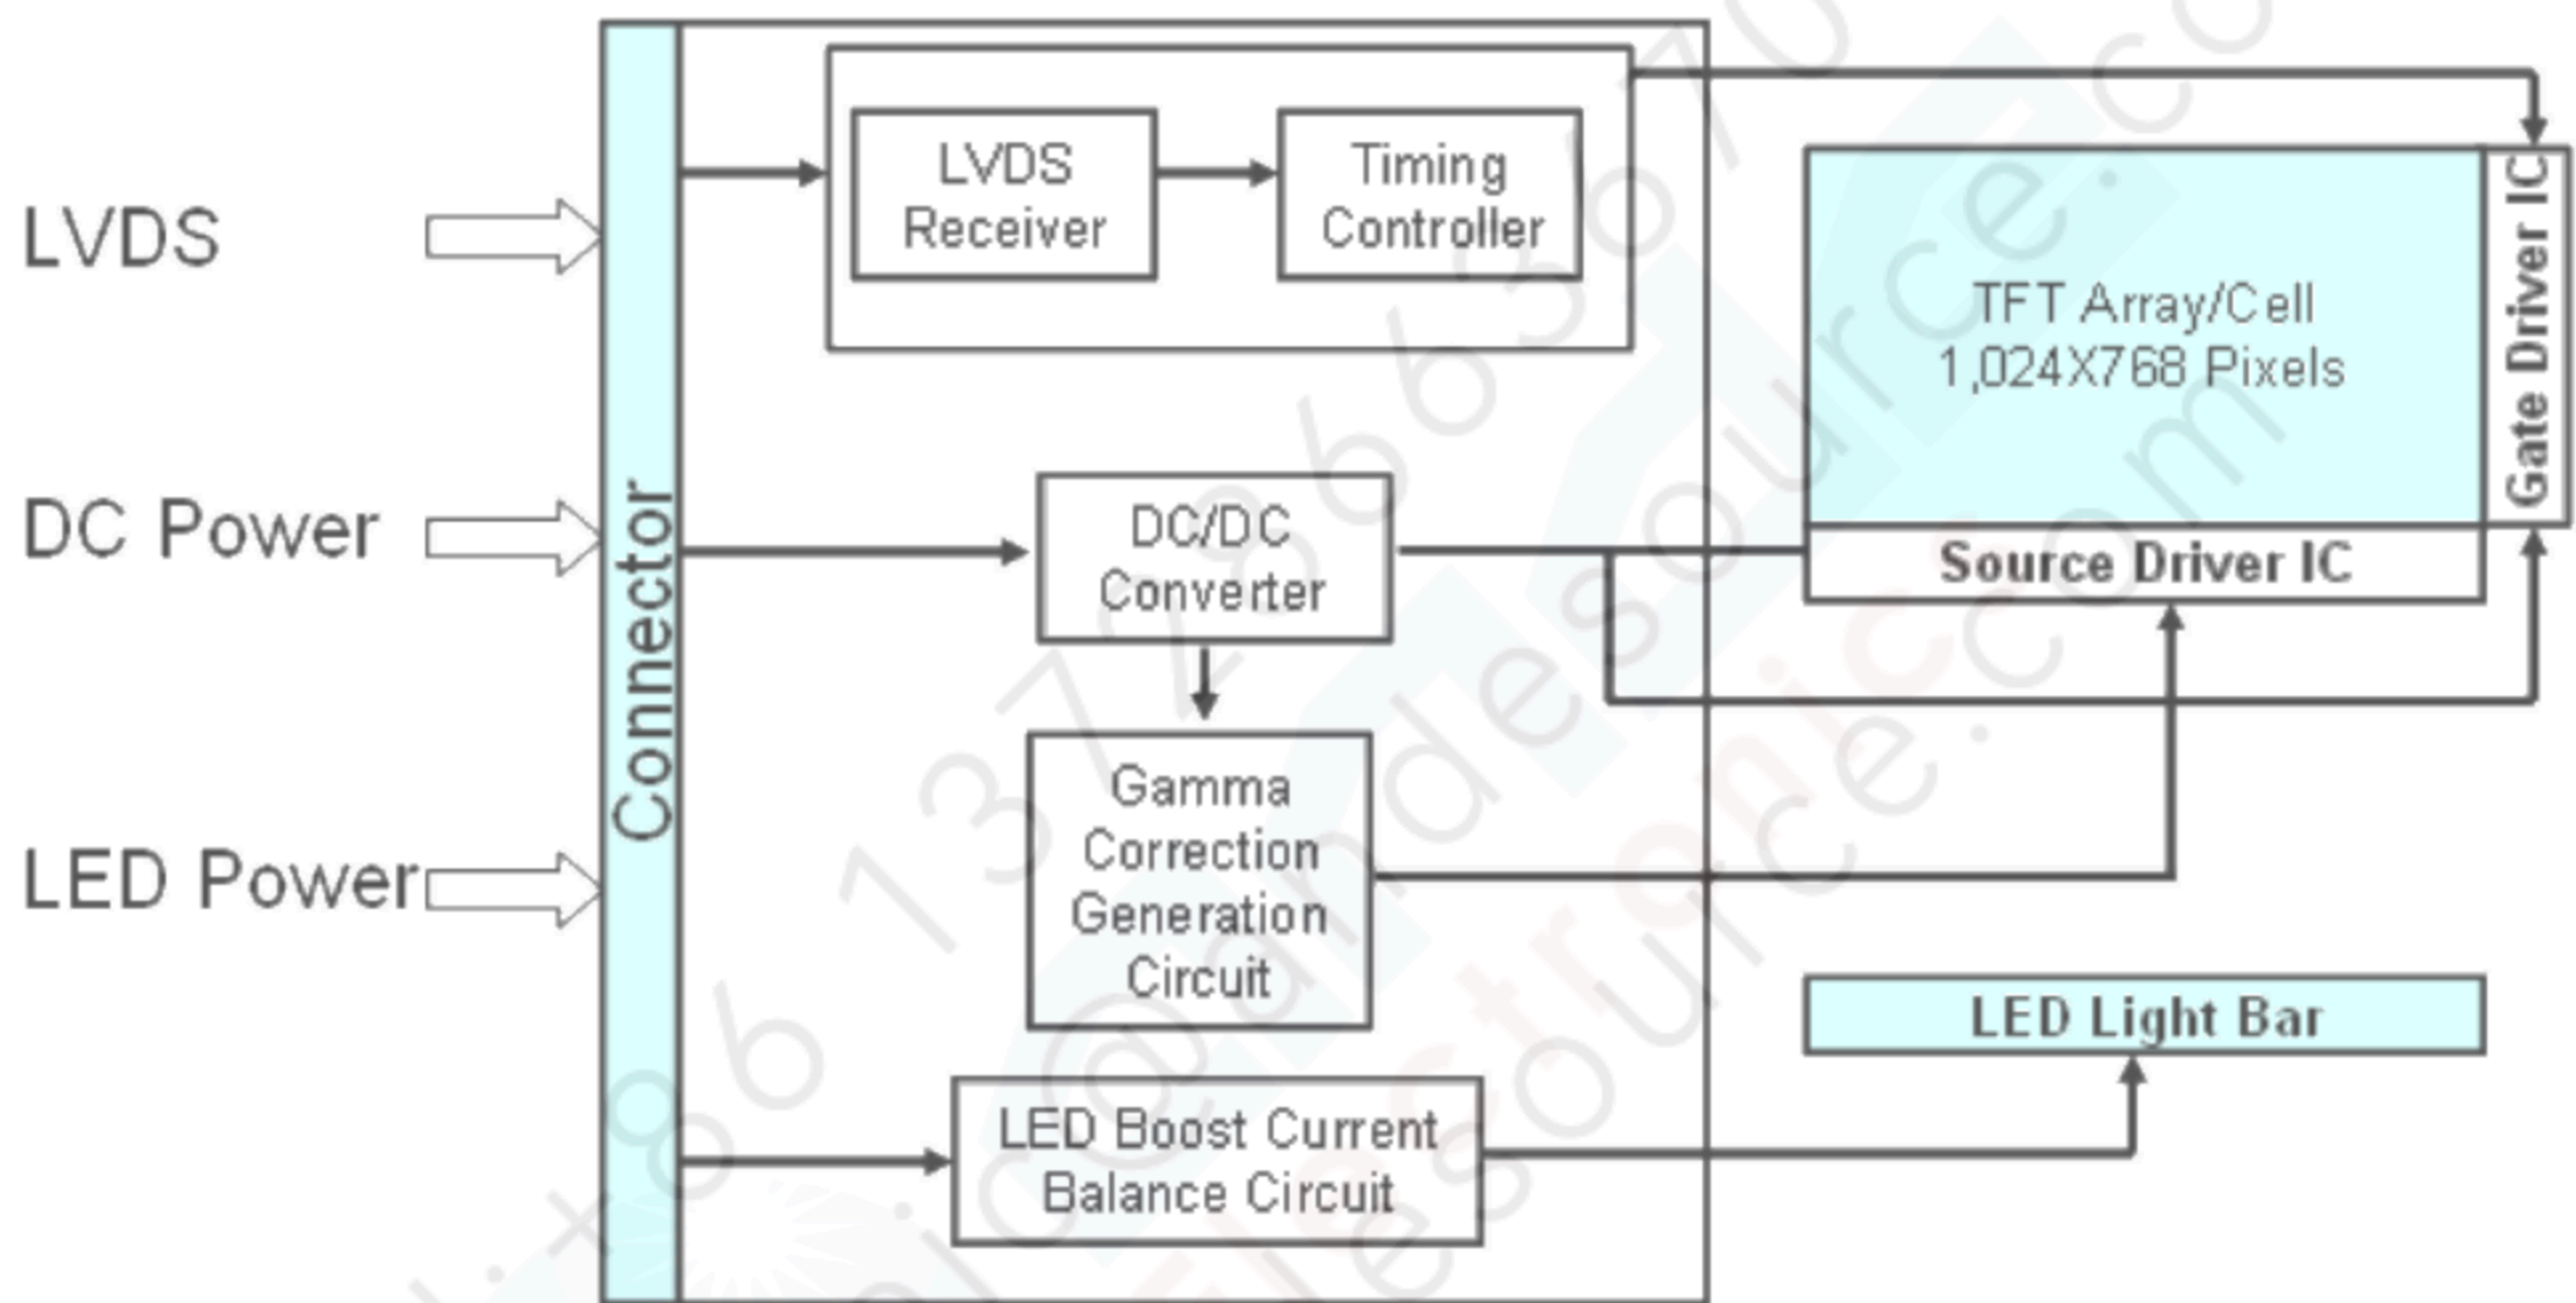 LVDS
DC Power
LED Power
Connector
LVDS
Receiver
Timing
Controller
DC/DC
Converter
Gamma
Correction
Generation
Circuit
LED Boost Current
Balance Circuit
TFT Array/Cell
1,024X768 Pixels
Gate Driver IC
Source Driver IC
LED Light Bar